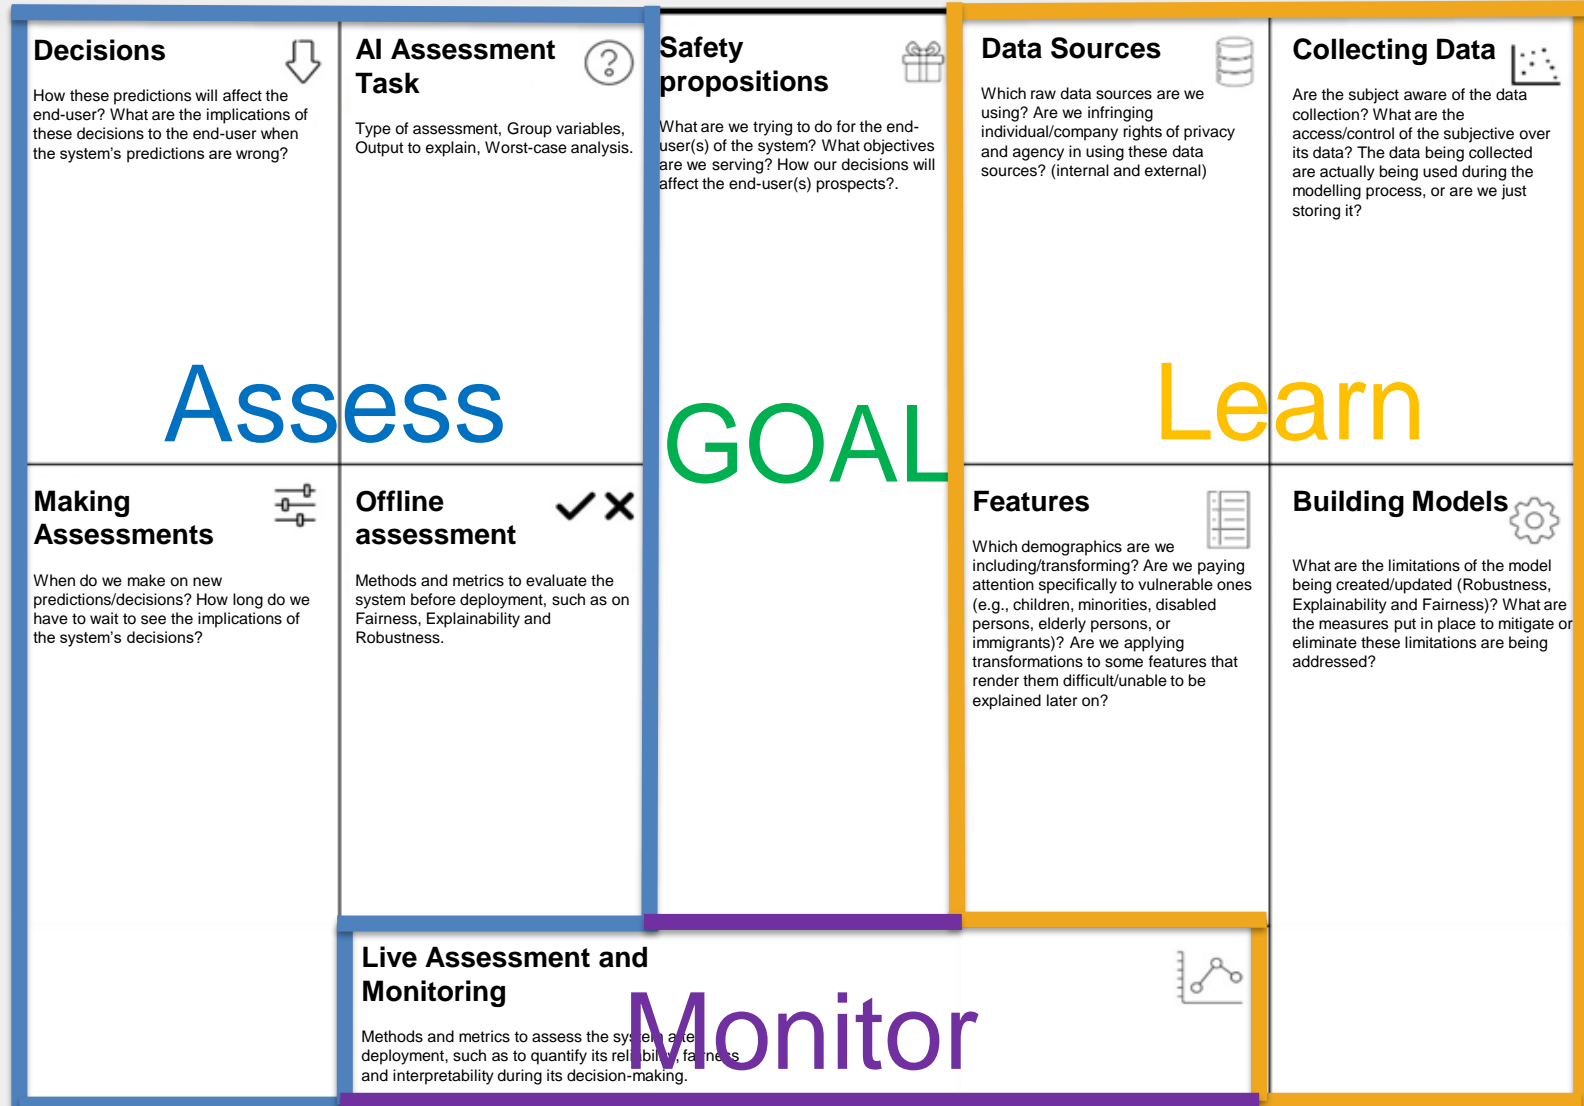 Decisions
How these predictions will affect the
end-user? What are the implications of
these decisions to the end-user when
the system's predictions are wrong?
AI Assessment
Task
Type of assessment, Group variables,
Output to explain, Worst-case analysis.
Safety
propositions
What are we trying to do for the end-
user(s) of the system? What objectives
are we serving? How our decisions will
affect the end-user(s) prospects?.
Data Sources
Which raw data sources are we
using? Are we infringing
individual/company rights of privacy
and agency in using these data
sources? (internal and external)
Collecting Data
Are the subject aware of the data
collection? What are the
access/control of the subjective over
its data? The data being collected
are actually being used during the
modelling process, or are we just
storing it?
Assess
GOAL
Learn
Making
Assessments
When do we make on new
predictions/decisions? How long do we
have to wait to see the implications of
the system's decisions?
Offline
assessment
Methods and metrics to evaluate the
system before deployment, such as on
Fairness, Explainability and
Robustness.
Features
Which demographics are we
including/transforming? Are we paying
attention specifically to vulnerable ones
(e.g., children, minorities, disabled
persons, elderly persons, or
immigrants)? Are we applying
transformations to some features that
render them difficult/unable to be
explained later on?
Building Models
What are the limitations of the model
being created/updated (Robustness,
Explainability and Fairness)? What are
the measures put in place to mitigate or
eliminate these limitations are being
addressed?
Live Assessment and
Monitoring
Methods and metrics to assess the system after
deployment, such as to quantify its reliability, fairness
and interpretability during its decision-making.
Monitor